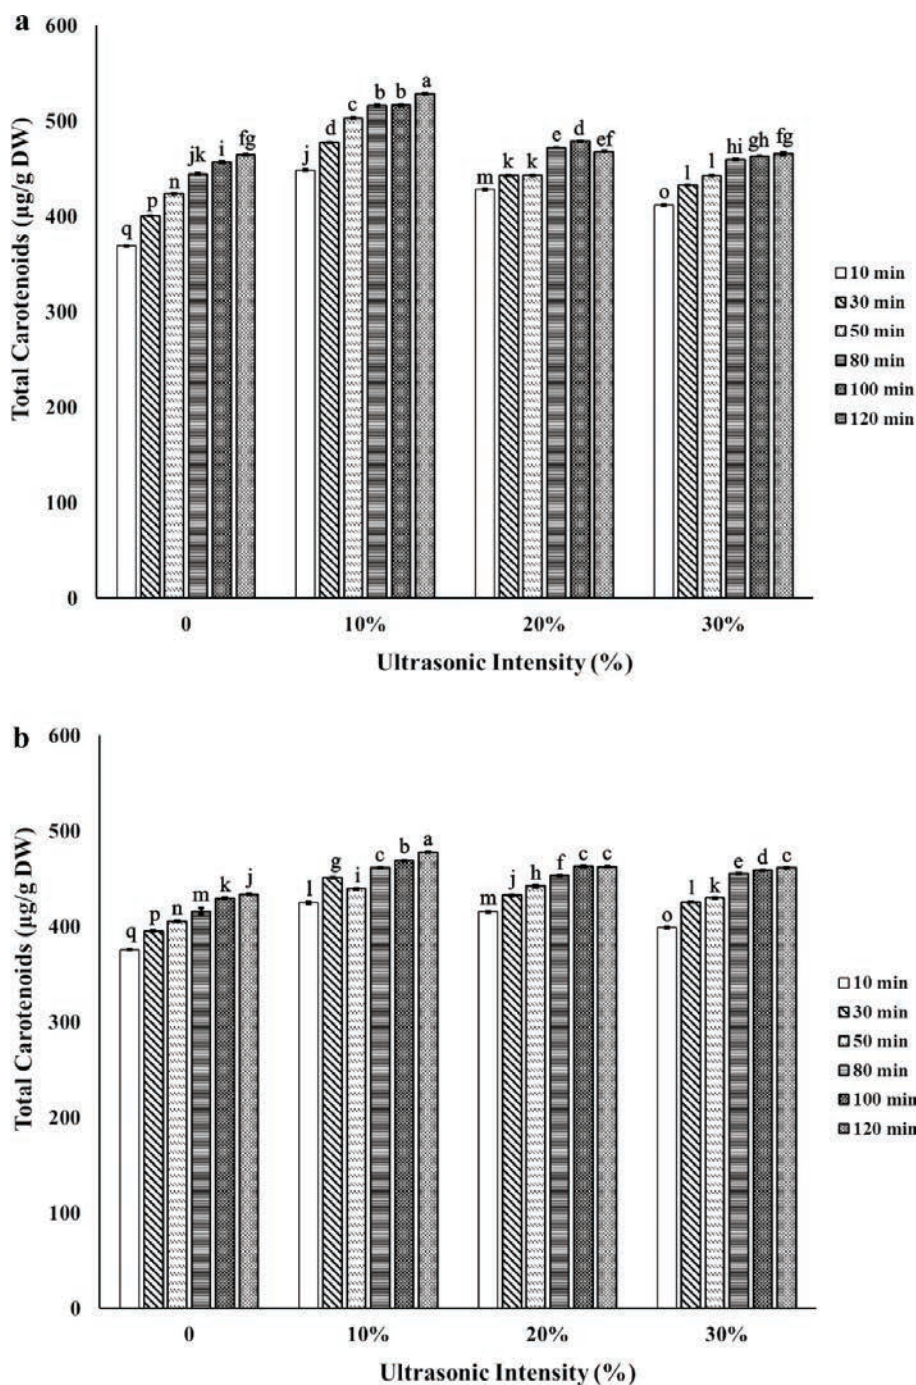 a
600
500
400
300
200
100
0
Total Carotenoids (µg/g DW)
q p n jk i fg
j d c b b a
m k k e d ef
o l l hi gh fg
0 10% 20% 30%
Ultrasonic Intensity (%)
10 min
30 min
50 min
80 min
100 min
120 min
b
600
500
400
300
200
100
0
Total Carotenoids (µg/g DW)
q p n m k j
l g i c b a
m j h f c c
o l k e d c
0 10% 20% 30%
Ultrasonic Intensity (%)
10 min
30 min
50 min
80 min
100 min
120 min